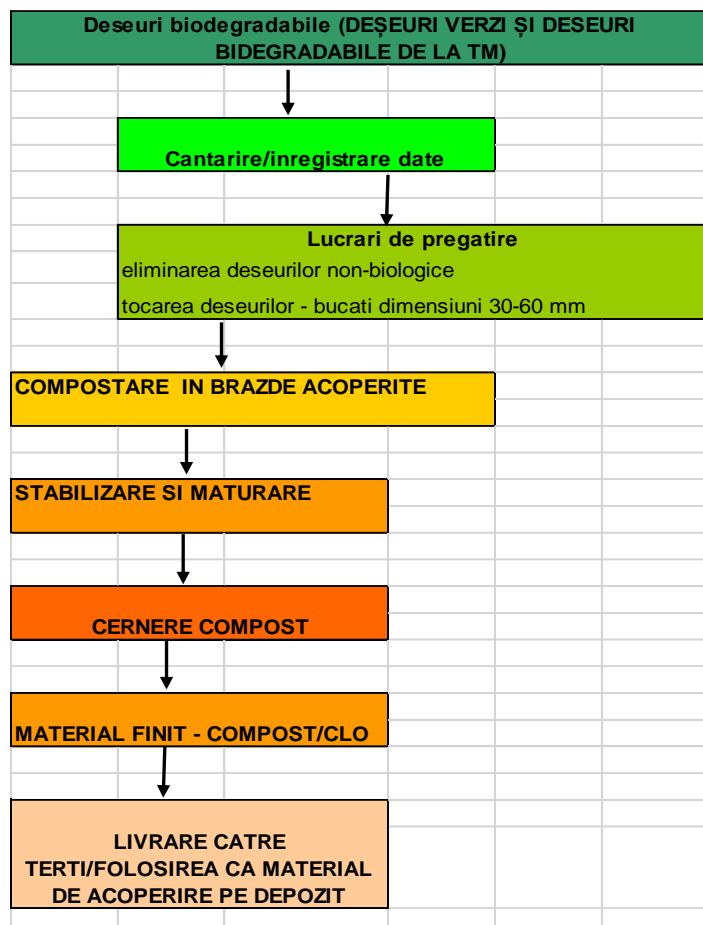 Deseuri biodegradabile (DEȘEURI VERZI ȘI DESEURI
BIDEGRADABILE DE LA TM)
Cantarire/inregistrare date
Lucrari de pregatire
eliminarea deseurilor non-biologice
tocarea deseurilor - bucati dimensiuni 30-60 mm
COMPOSTARE  IN BRAZDE ACOPERITE
STABILIZARE SI MATURARE
CERNERE COMPOST
MATERIAL FINIT - COMPOST/CLO
LIVRARE CATRE
TERTI/FOLOSIREA CA MATERIAL
DE ACOPERIRE PE DEPOZIT